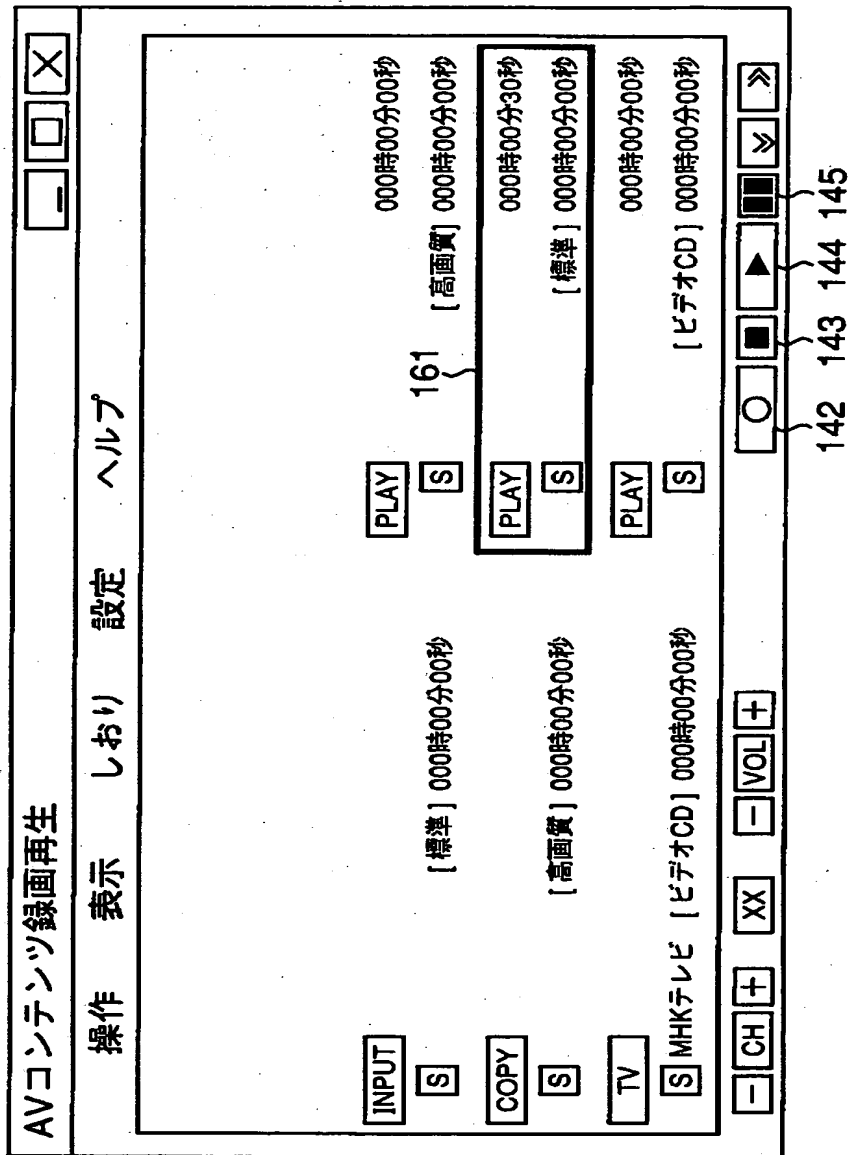 AVコンテンツ録画再生
操作 表示 しおり 設定 ヘルプ
INPUT
S [標準] 000時00分00秒
COPY
S [高画質] 000時00分00秒
TV
S MHKテレビ [ビデオCD] 000時00分00秒
PLAY 000時00分00秒
S [高画質] 000時00分00秒
161
PLAY 000時00分30秒
S [標準] 000時00分00秒
PLAY 000時00分00秒
S [ビデオCD] 000時00分00秒
− CH + XX − VOL +
142 143 144 145